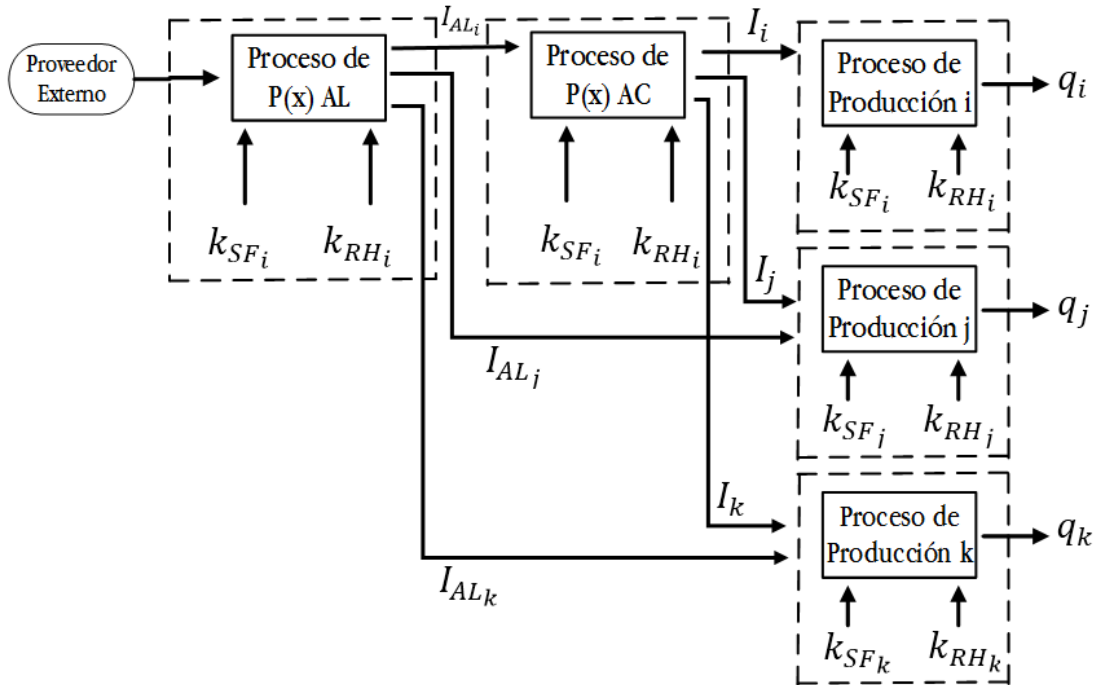 Proveedor
Externo
Proceso de
P(x) AL
k_{SF_i}
k_{RH_i}
I_{AL_i}
Proceso de
P(x) AC
k_{SF_i}
k_{RH_i}
I_i
Proceso de
Producción i
k_{SF_i}
k_{RH_i}
q_i
I_j
I_{AL_j}
Proceso de
Producción j
k_{SF_j}
k_{RH_j}
q_j
I_k
I_{AL_k}
Proceso de
Producción k
k_{SF_k}
k_{RH_k}
q_k